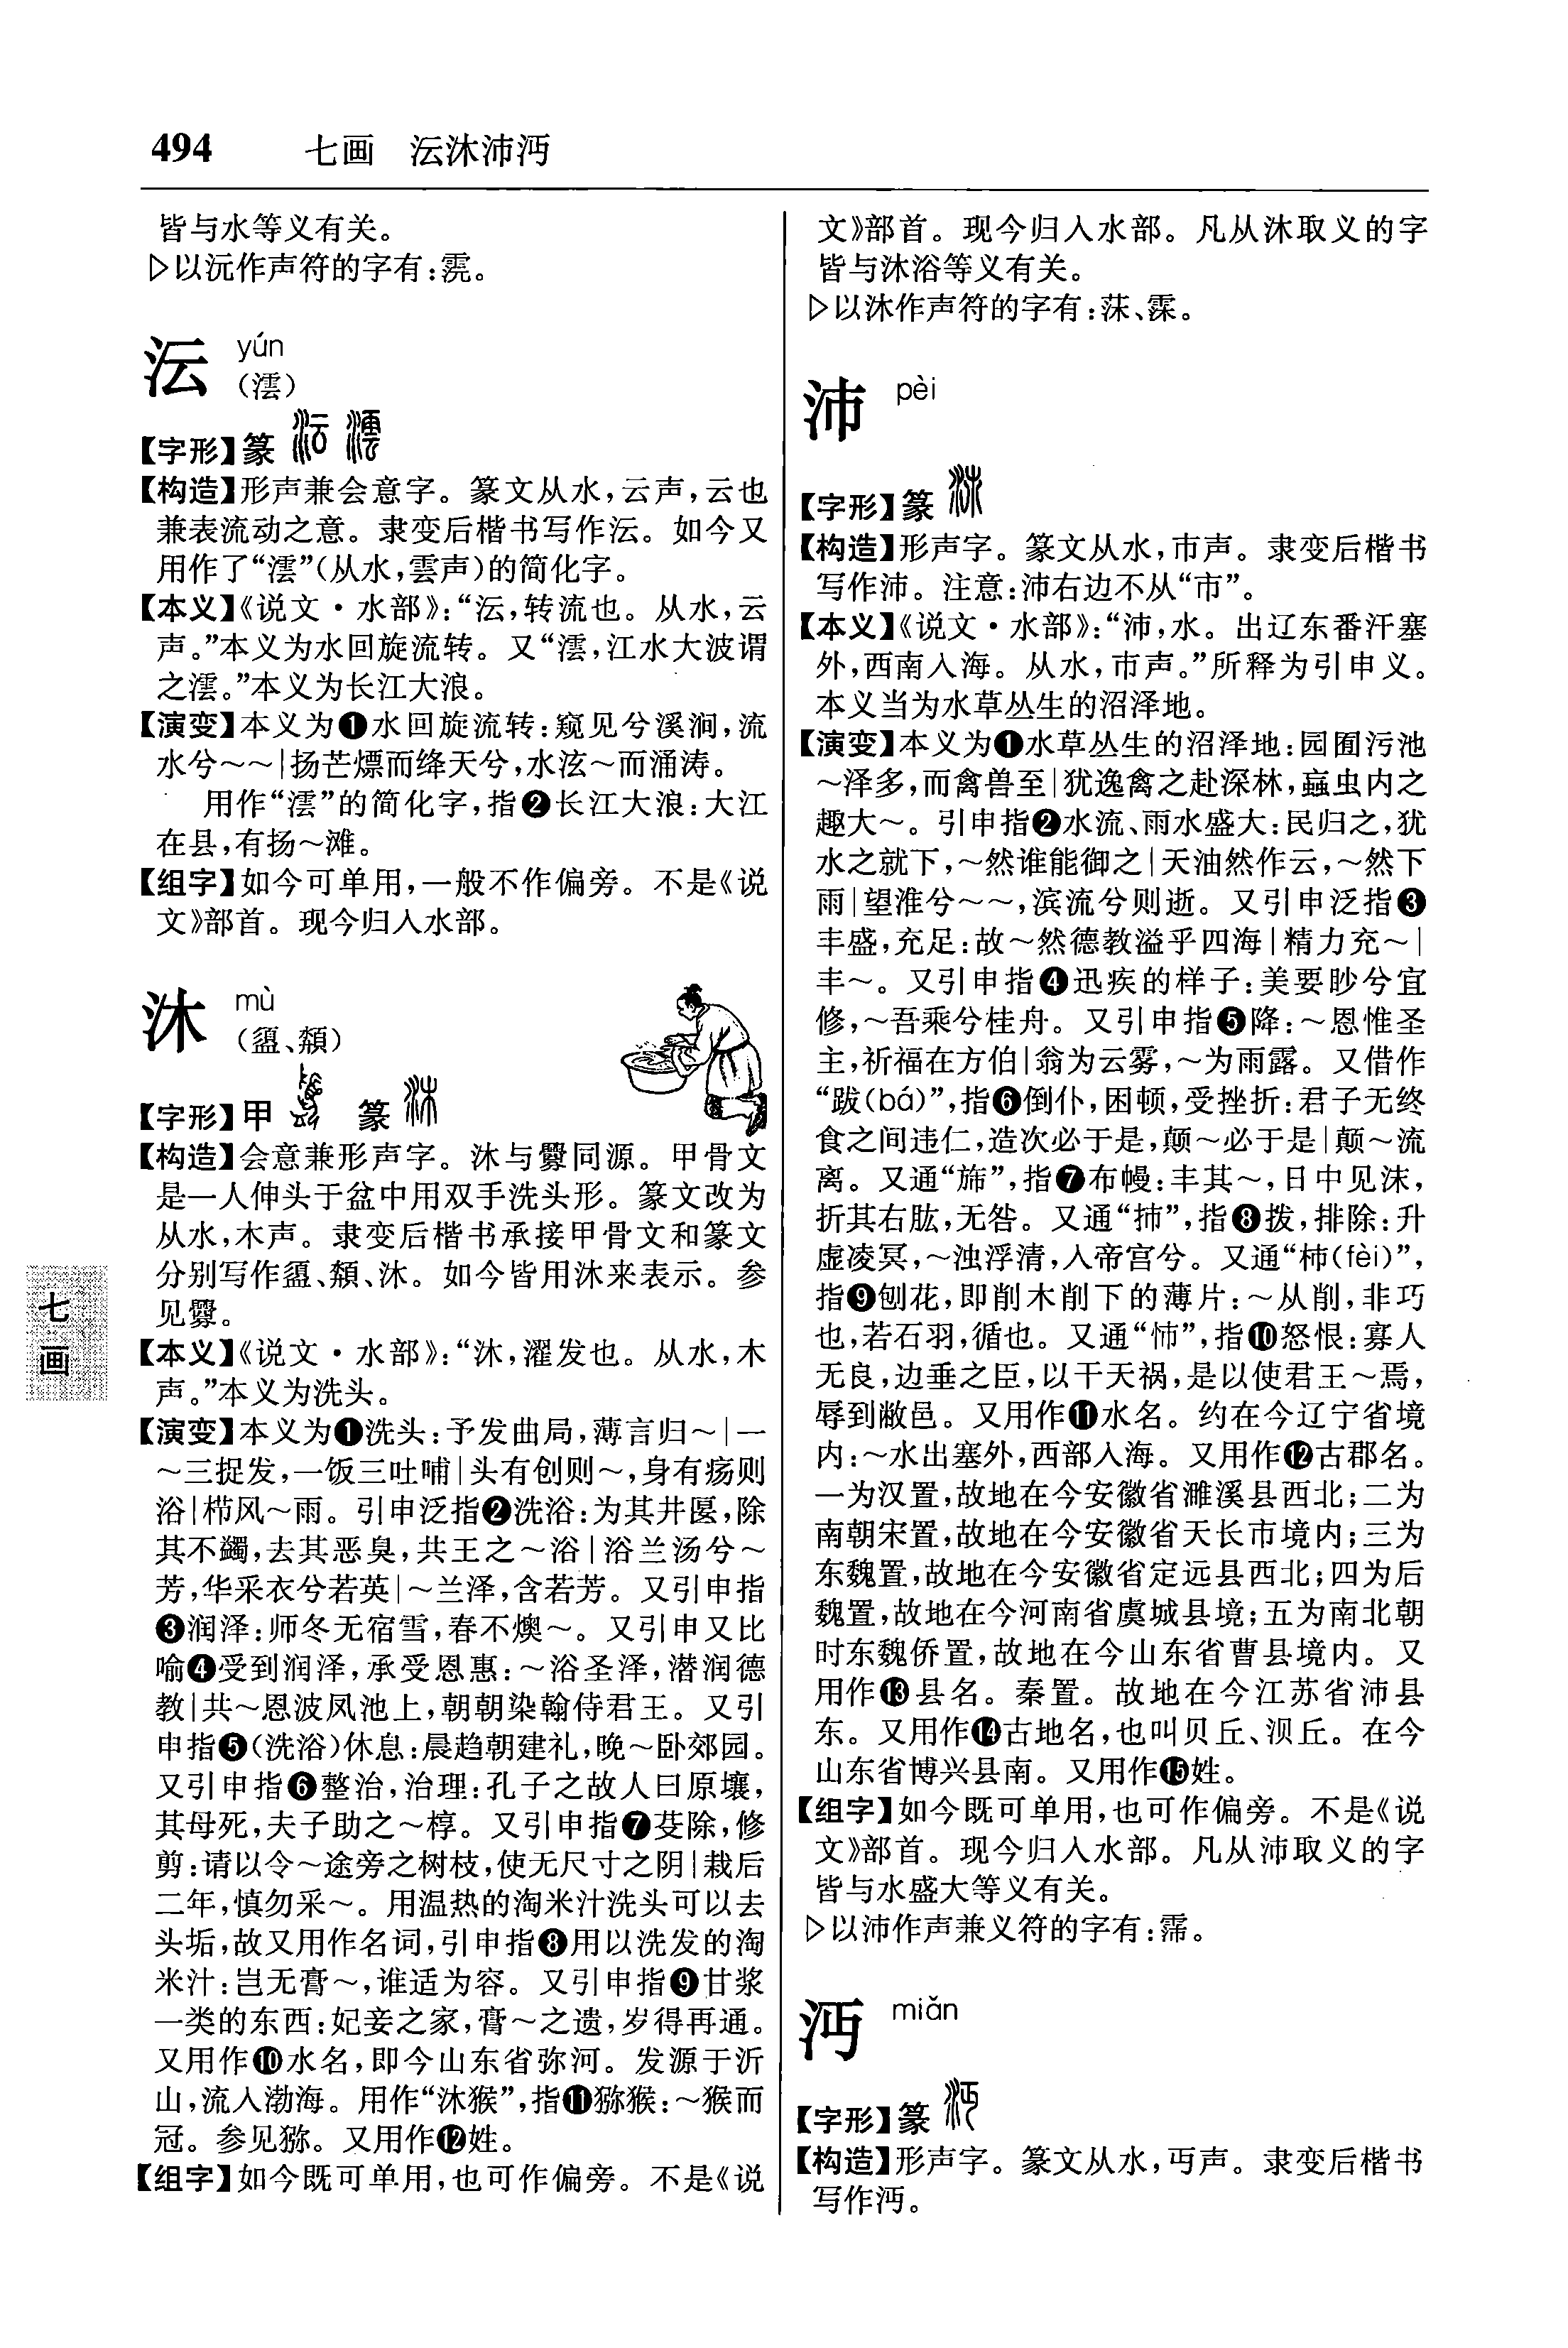 494 七画 沄沐沛沔
皆与水等义有关。
▷以沅作声符的字有:霃。
沄 yún
(澐)
【字形】篆
【构造】形声兼会意字。篆文从水,云声,云也
兼表流动之意。隶变后楷书写作沄。如今又
用作了“澐”(从水,雲声)的简化字。
【本义】《说文·水部》:“沄,转流也。从水,云
声。”本义为水回旋流转。又“澐,江水大波谓
之澐。”本义为长江大浪。
【演变】本义为❶水回旋流转:窥见兮溪涧,流
水兮~~|扬芒熛而绛天兮,水泫~而涌涛。
用作“澐”的简化字,指❷长江大浪:大江
在县,有扬~滩。
【组字】如今可单用,一般不作偏旁。不是《说
文》部首。现今归入水部。
沐 mù
(、)
【字形】甲 篆
【构造】会意兼形声字。沐与釁同源。甲骨文
是一人伸头于盆中用双手洗头形。篆文改为
从水,木声。隶变后楷书承接甲骨文和篆文
分别写作、、沐。如今皆用沐来表示。参
见釁。
【本义】《说文·水部》:“沐,濯发也。从水,木
声。”本义为洗头。
【演变】本义为❶洗头:予发曲局,薄言归~|一
~三捉发,一饭三吐哺|头有创则~,身有疡则
浴|栉风~雨。引申泛指❷洗浴:为其井匽,除
其不蠲,去其恶臭,共王之~浴|浴兰汤兮~
芳,华采衣兮若英|~兰泽,含若芳。又引申指
❸润泽:师冬无宿雪,春不燠~。又引申又比
喻❹受到润泽,承受恩惠:~浴圣泽,潜润德
教|共~恩波凤池上,朝朝染翰侍君王。又引
申指❺(洗浴)休息:晨趋朝建礼,晚~卧郊园。
又引申指❻整治,治理:孔子之故人曰原壤,
其母死,夫子助之~椁。又引申指❼芟除,修
剪:请以令~途旁之树枝,使无尺寸之阴|栽后
二年,慎勿采~。用温热的淘米汁洗头可以去
头垢,故又用作名词,引申指❽用以洗发的淘
米汁:岂无膏~,谁适为容。又引申指❾甘浆
一类的东西:妃妾之家,膏~之遗,岁得再通。
又用作❿水名,即今山东省弥河。发源于沂
山,流入渤海。用作“沐猴”,指⓫猕猴:~猴而
冠。参见猕。又用作⓬姓。
【组字】如今既可单用,也可作偏旁。不是《说
文》部首。现今归入水部。凡从沐取义的字
皆与沐浴等义有关。
▷以沐作声符的字有:莯、霂。
沛 pèi
【字形】篆
【构造】形声字。篆文从水,巿声。隶变后楷书
写作沛。注意:沛右边不从“市”。
【本义】《说文·水部》:“沛,水。出辽东番汗塞
外,西南入海。从水,巿声。”所释为引申义。
本义当为水草丛生的沼泽地。
【演变】本义为❶水草丛生的沼泽地:园囿污池
~泽多,而禽兽至|犹逸禽之赴深林,蝱虫内之
趣大~。引申指❷水流、雨水盛大:民归之,犹
水之就下,~然谁能御之|天油然作云,~然下
雨|望淮兮~~,滨流兮则逝。又引申泛指❸
丰盛,充足:故~然德教溢乎四海|精力充~|
丰~。又引申指❹迅疾的样子:美要眇兮宜
修,~吾乘兮桂舟。又引申指❺降:~恩惟圣
主,祈福在方伯|翁为云雾,~为雨露。又借作
“跋(bá)”,指❻倒仆,困顿,受挫折:君子无终
食之间违仁,造次必于是,颠~必于是|颠~流
离。又通“旆”,指❼布幔:丰其~,日中见沫,
折其右肱,无咎。又通“㧊”,指❽拨,排除:升
虚凌冥,~浊浮清,入帝宫兮。又通“杮(fèi)”,
指❾刨花,即削木削下的薄片:~从削,非巧
也,若石羽,循也。又通“怖”,指❿怒恨:寡人
无良,边垂之臣,以干天祸,是以使君王~焉,
辱到敝邑。又用作⓫水名。约在今辽宁省境
内:~水出塞外,西部入海。又用作⓬古郡名。
一为汉置,故地在今安徽省濉溪县西北;二为
南朝宋置,故地在今安徽省天长市境内;三为
东魏置,故地在今安徽省定远县西北;四为后
魏置,故地在今河南省虞城县境;五为南北朝
时东魏侨置,故地在今山东省曹县境内。又
用作⓭县名。秦置。故地在今江苏省沛县
东。又用作⓮古地名,也叫贝丘、浿丘。在今
山东省博兴县南。又用作⓯姓。
【组字】如今既可单用,也可作偏旁。不是《说
文》部首。现今归入水部。凡从沛取义的字
皆与水盛大等义有关。
▷以沛作声兼义符的字有:霈。
沔 miǎn
【字形】篆
【构造】形声字。篆文从水,丏声。隶变后楷书
写作沔。
七画